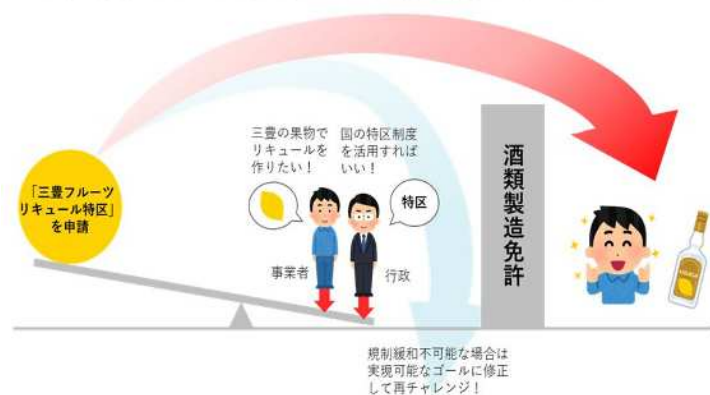 三豊の果物で
リキュールを
作りたい！
国の特区制度
を活用すれば
いい！
「三豊フルーツ
リキュール特区」
を申請
特区
事業者
行政
酒類製造免許
規制緩和不可能な場合は
実現可能なゴールに修正
して再チャレンジ！